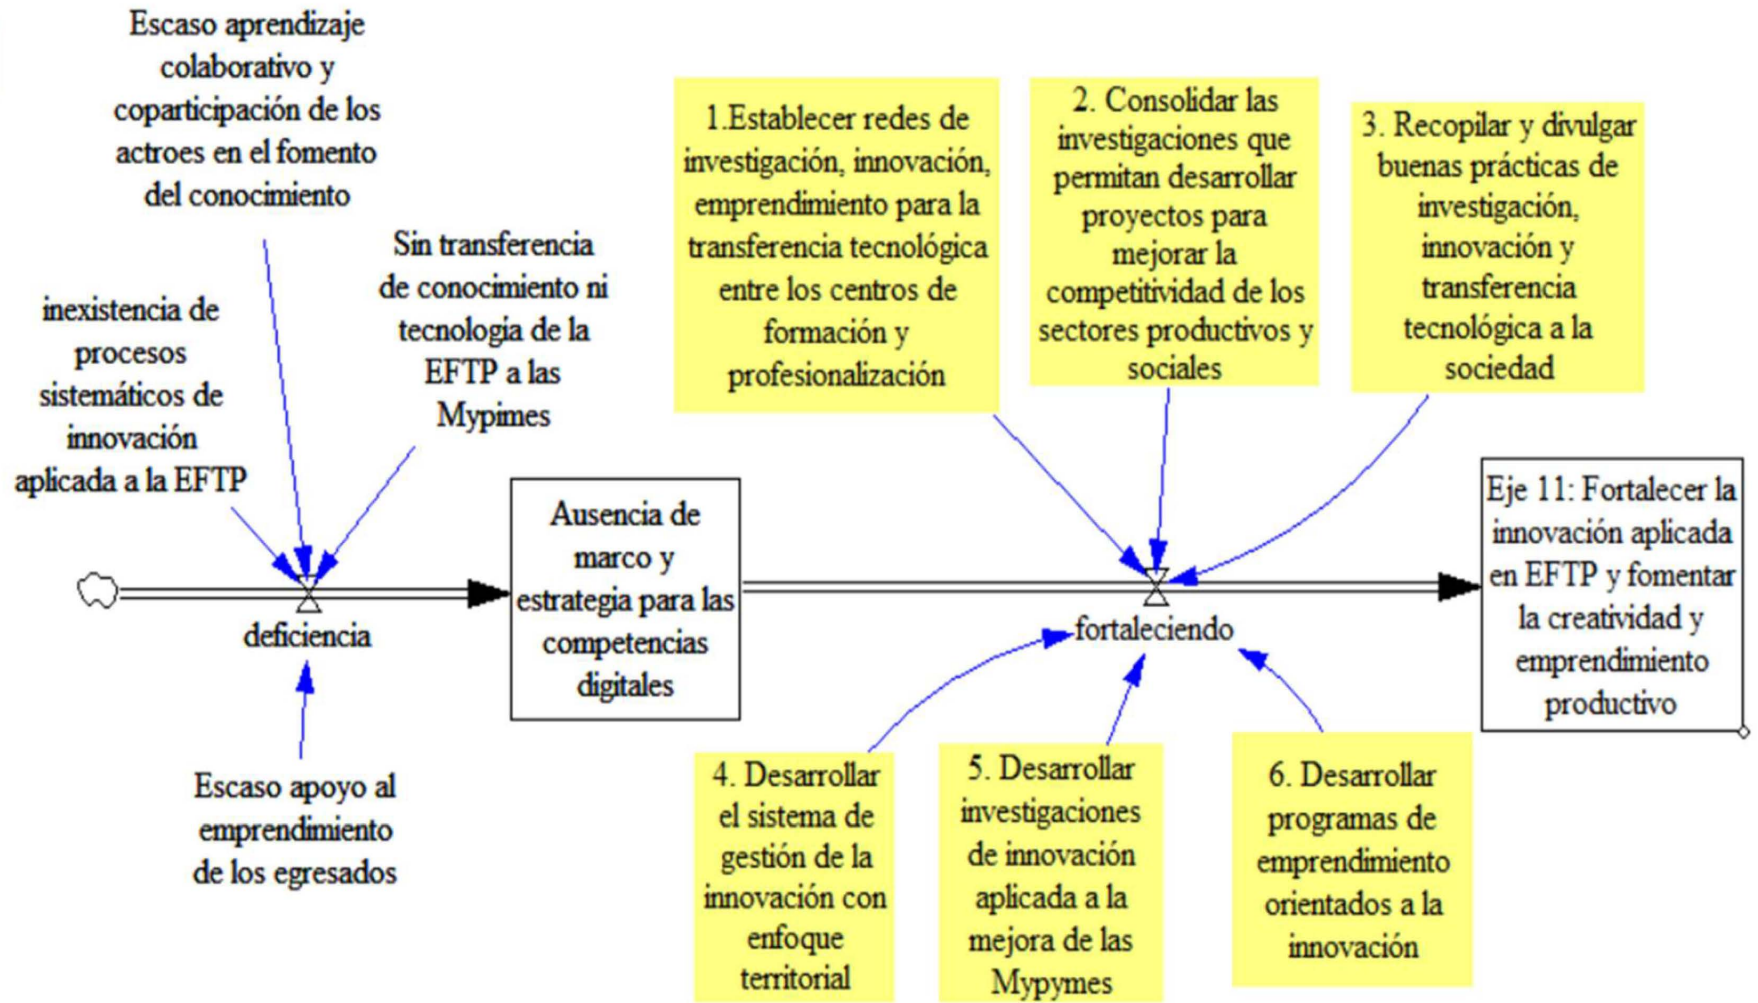 Escaso aprendizaje
colaborativo y
coparticipación de los
actroes en el fomento
del conocimiento
Sin transferencia
de conocimiento ni
tecnología de la
EFTP a las
Mypimes
inexistencia de
procesos
sistemáticos de
innovación
aplicada a la EFTP
deficiencia
Escaso apoyo al
emprendimiento
de los egresados
Ausencia de
marco y
estrategia para las
competencias
digitales
1.Establecer redes de
investigación, innovación,
emprendimiento para la
transferencia tecnológica
entre los centros de
formación y
profesionalización
2. Consolidar las
investigaciones que
permitan desarrollar
proyectos para
mejorar la
competitividad de los
sectores productivos y
sociales
3. Recopilar y divulgar
buenas prácticas de
investigación,
innovación y
transferencia
tecnológica a la
sociedad
fortaleciendo
4. Desarrollar
el sistema de
gestión de la
innovación con
enfoque
territorial
5. Desarrollar
investigaciones
de innovación
aplicada a la
mejora de las
Mypymes
6. Desarrollar
programas de
emprendimiento
orientados a la
innovación
Eje 11: Fortalecer la
innovación aplicada
en EFTP y fomentar
la creatividad y
emprendimiento
productivo